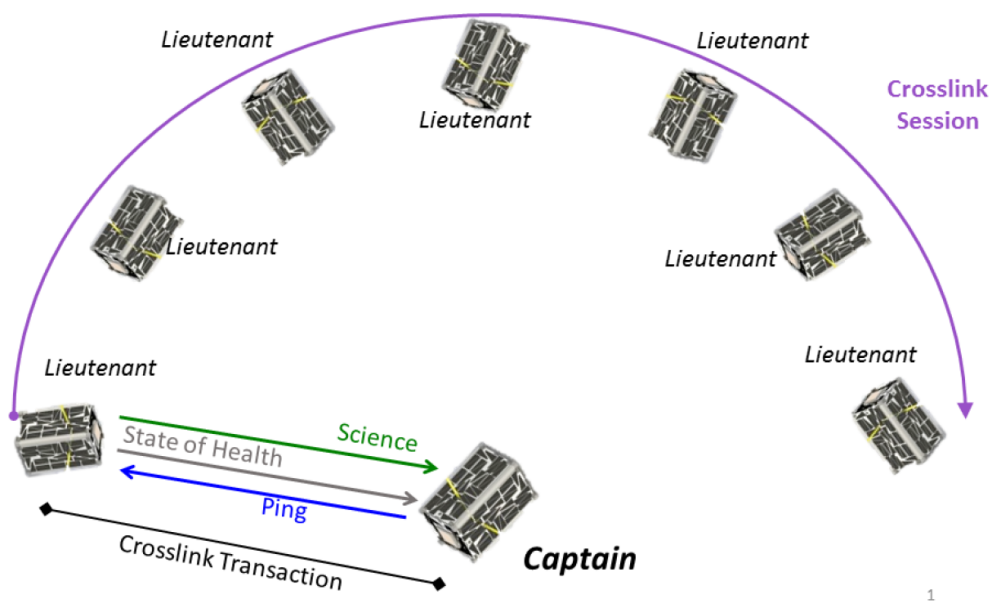 Lieutenant
Lieutenant
Crosslink
Session
Lieutenant
Lieutenant
Lieutenant
Lieutenant
Lieutenant
Science
State of Health
Ping
Crosslink Transaction
Captain
1